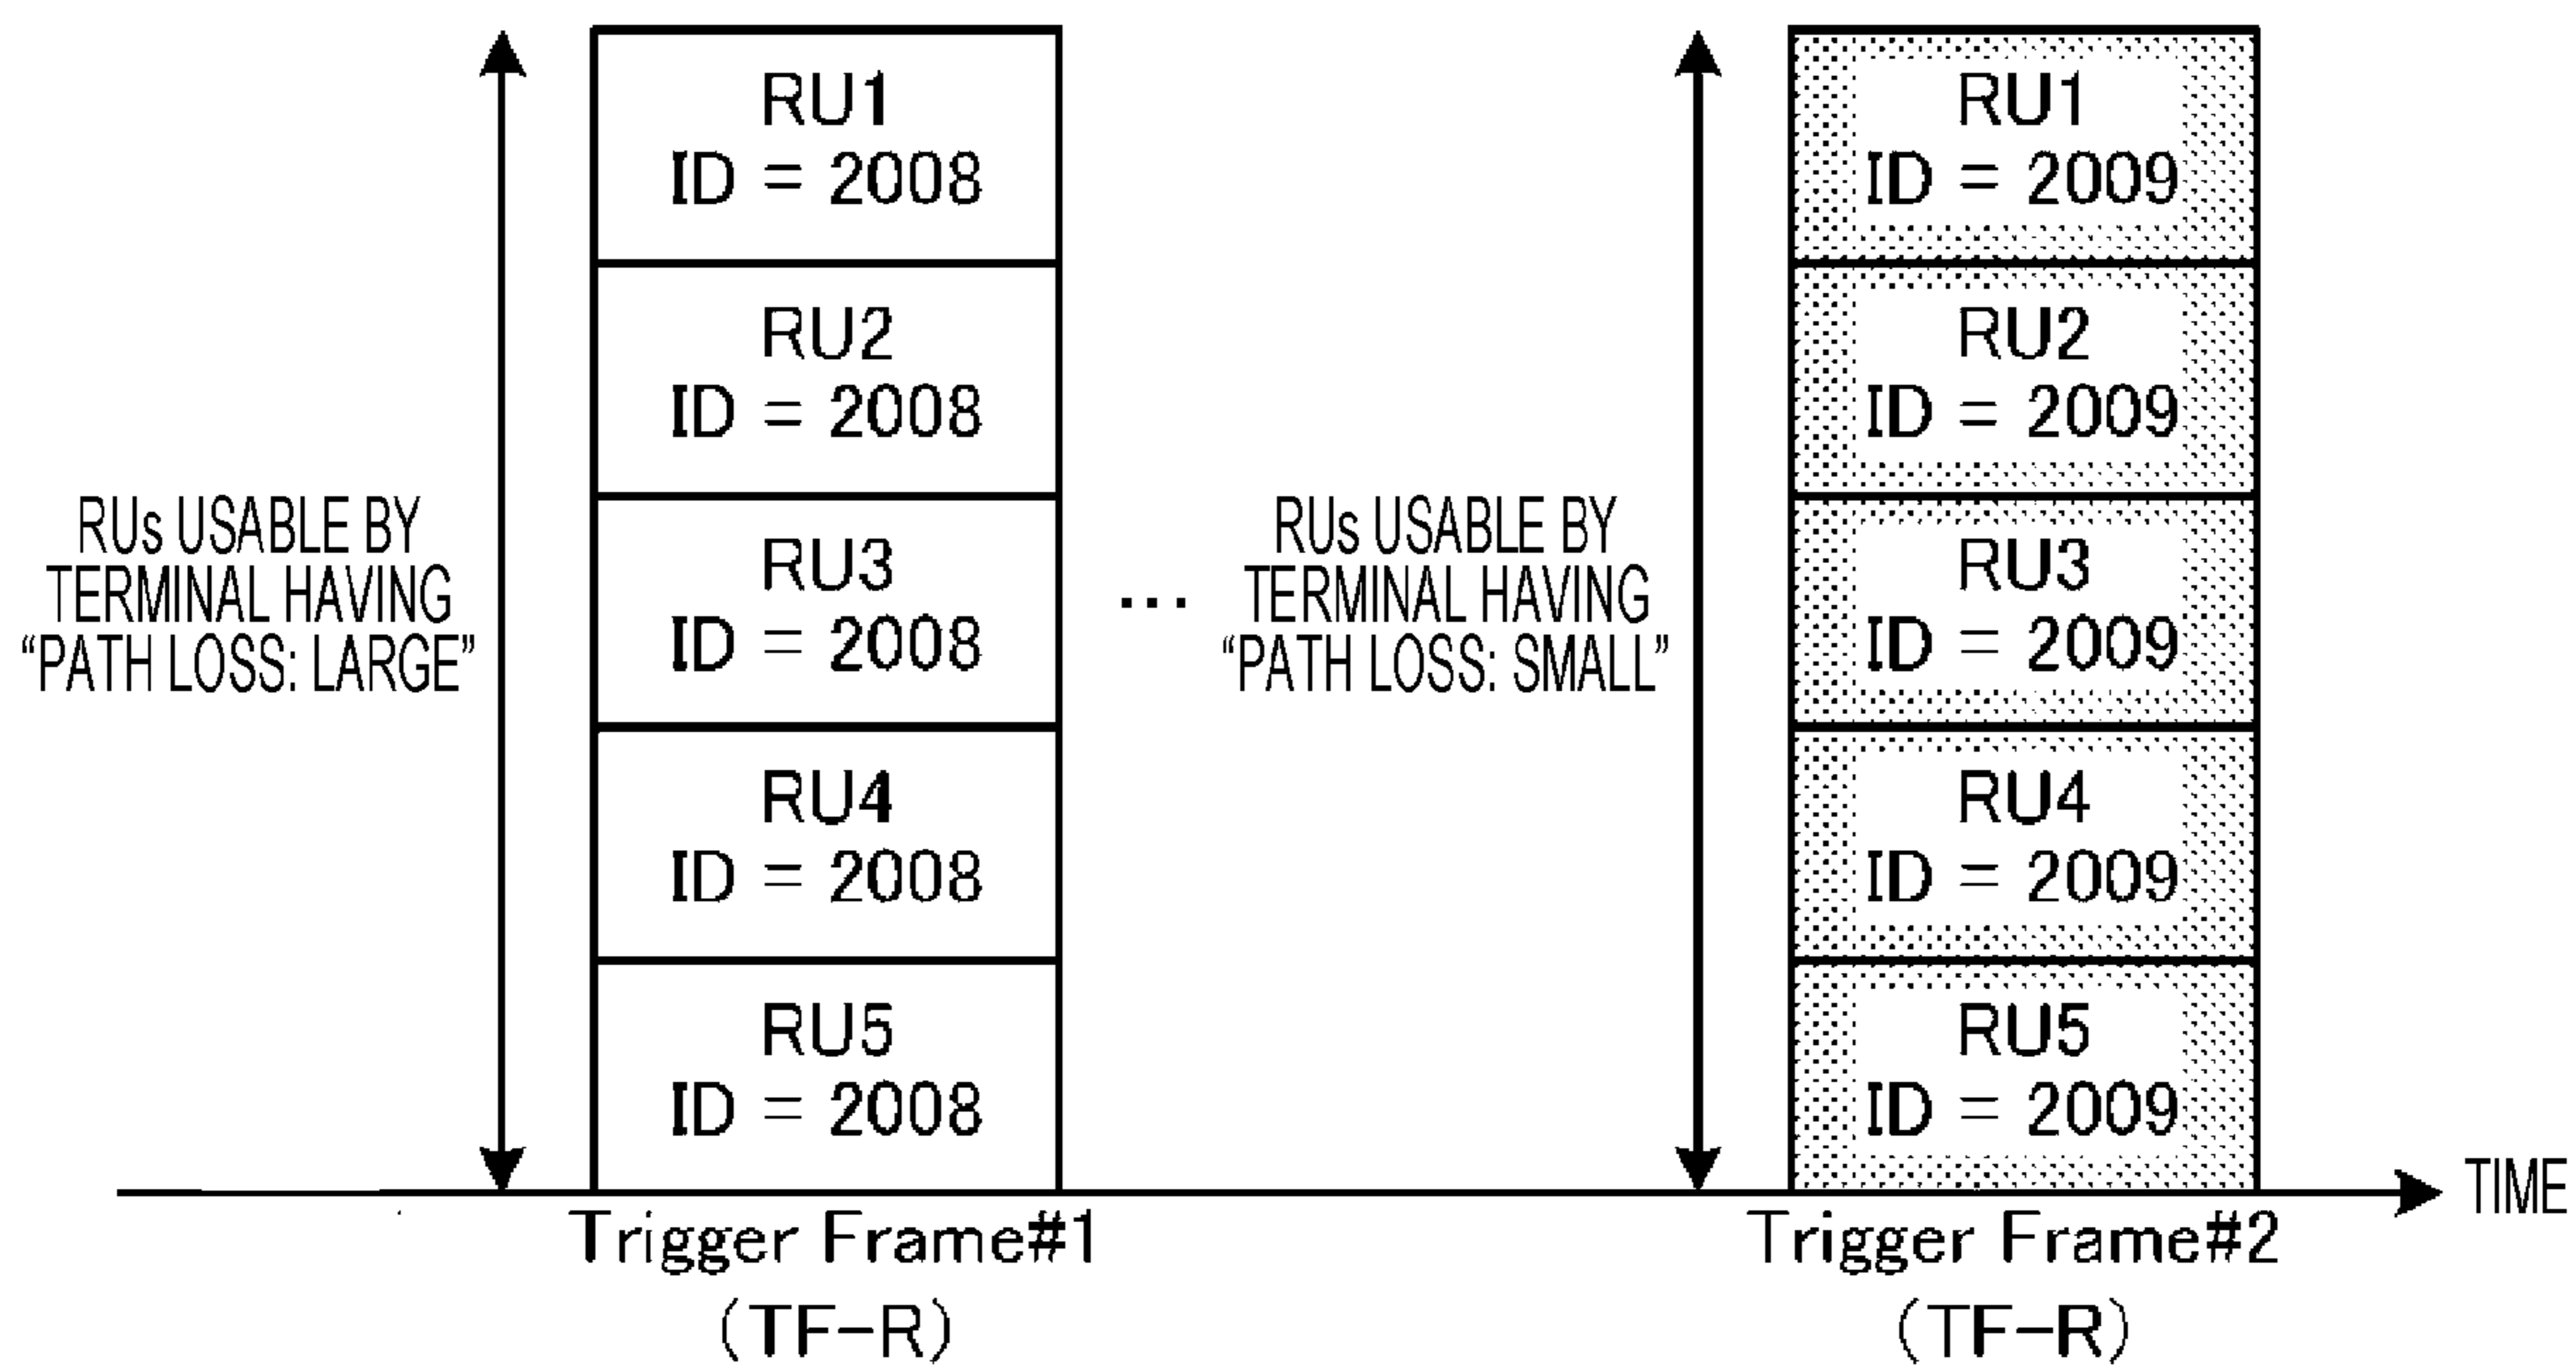 RUs USABLE BY
TERMINAL HAVING
“PATH LOSS: LARGE”
RU1
ID = 2008
RU2
ID = 2008
RU3
ID = 2008
RU4
ID = 2008
RU5
ID = 2008
Trigger Frame#1
(TF-R)
...
RUs USABLE BY
TERMINAL HAVING
“PATH LOSS: SMALL”
RU1
ID = 2009
RU2
ID = 2009
RU3
ID = 2009
RU4
ID = 2009
RU5
ID = 2009
Trigger Frame#2
(TF-R)
TIME